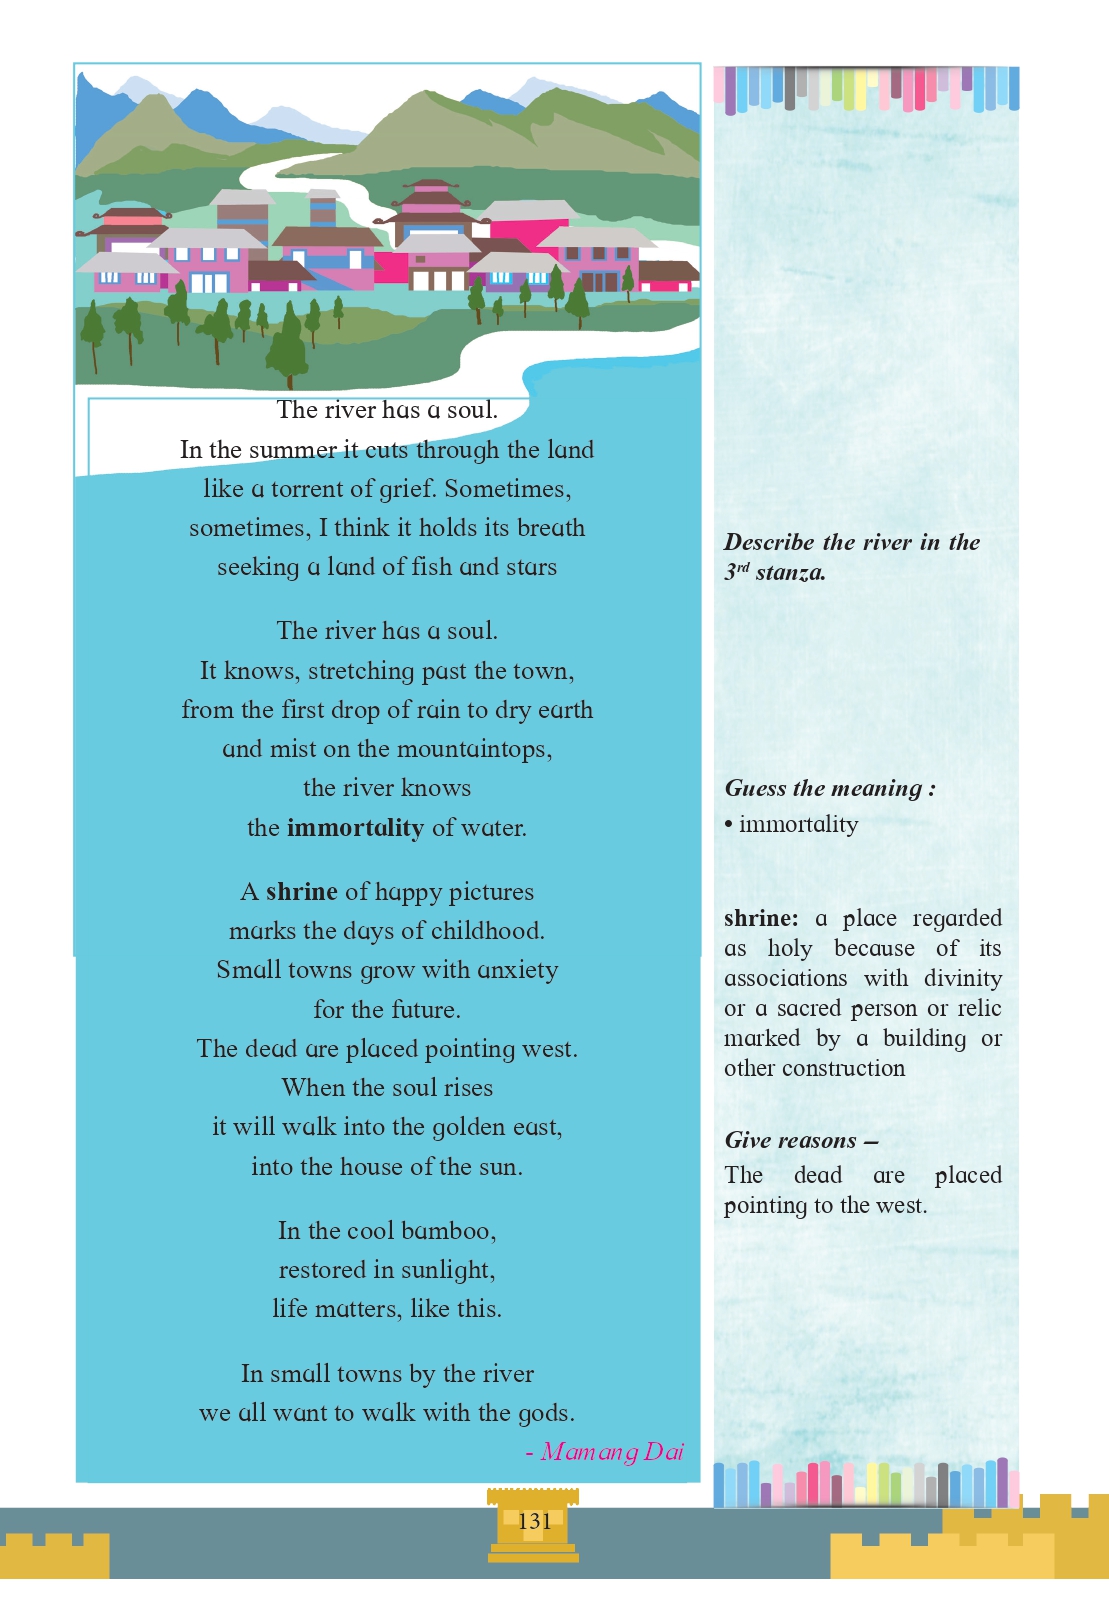 The river has a soul.
In the summer it cuts through the land
like a torrent of grief. Sometimes,
sometimes, I think it holds its breath
seeking a land of fish and stars
The river has a soul.
It knows, stretching past the town,
from the first drop of rain to dry earth
and mist on the mountaintops,
the river knows
the immortality of water.
A shrine of happy pictures
marks the days of childhood.
Small towns grow with anxiety
for the future.
The dead are placed pointing west.
When the soul rises
it will walk into the golden east,
into the house of the sun.
In the cool bamboo,
restored in sunlight,
life matters, like this.
In small towns by the river
we all want to walk with the gods.
- Mamang Dai
Describe the river in the
3rd stanza.
Guess the meaning :
• immortality
shrine: a place regarded
as holy because of its
associations with divinity
or a sacred person or relic
marked by a building or
other construction
Give reasons –
The dead are placed
pointing to the west.
131